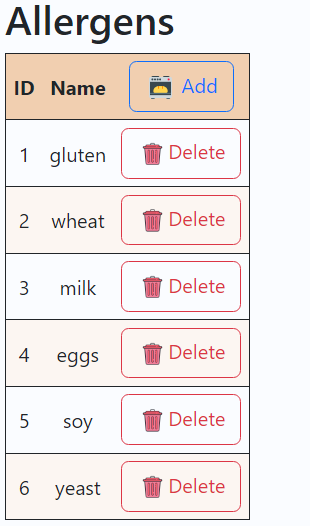 Allergens
ID Name Add
1 gluten Delete
2 wheat Delete
3 milk Delete
4 eggs Delete
5 soy Delete
6 yeast Delete